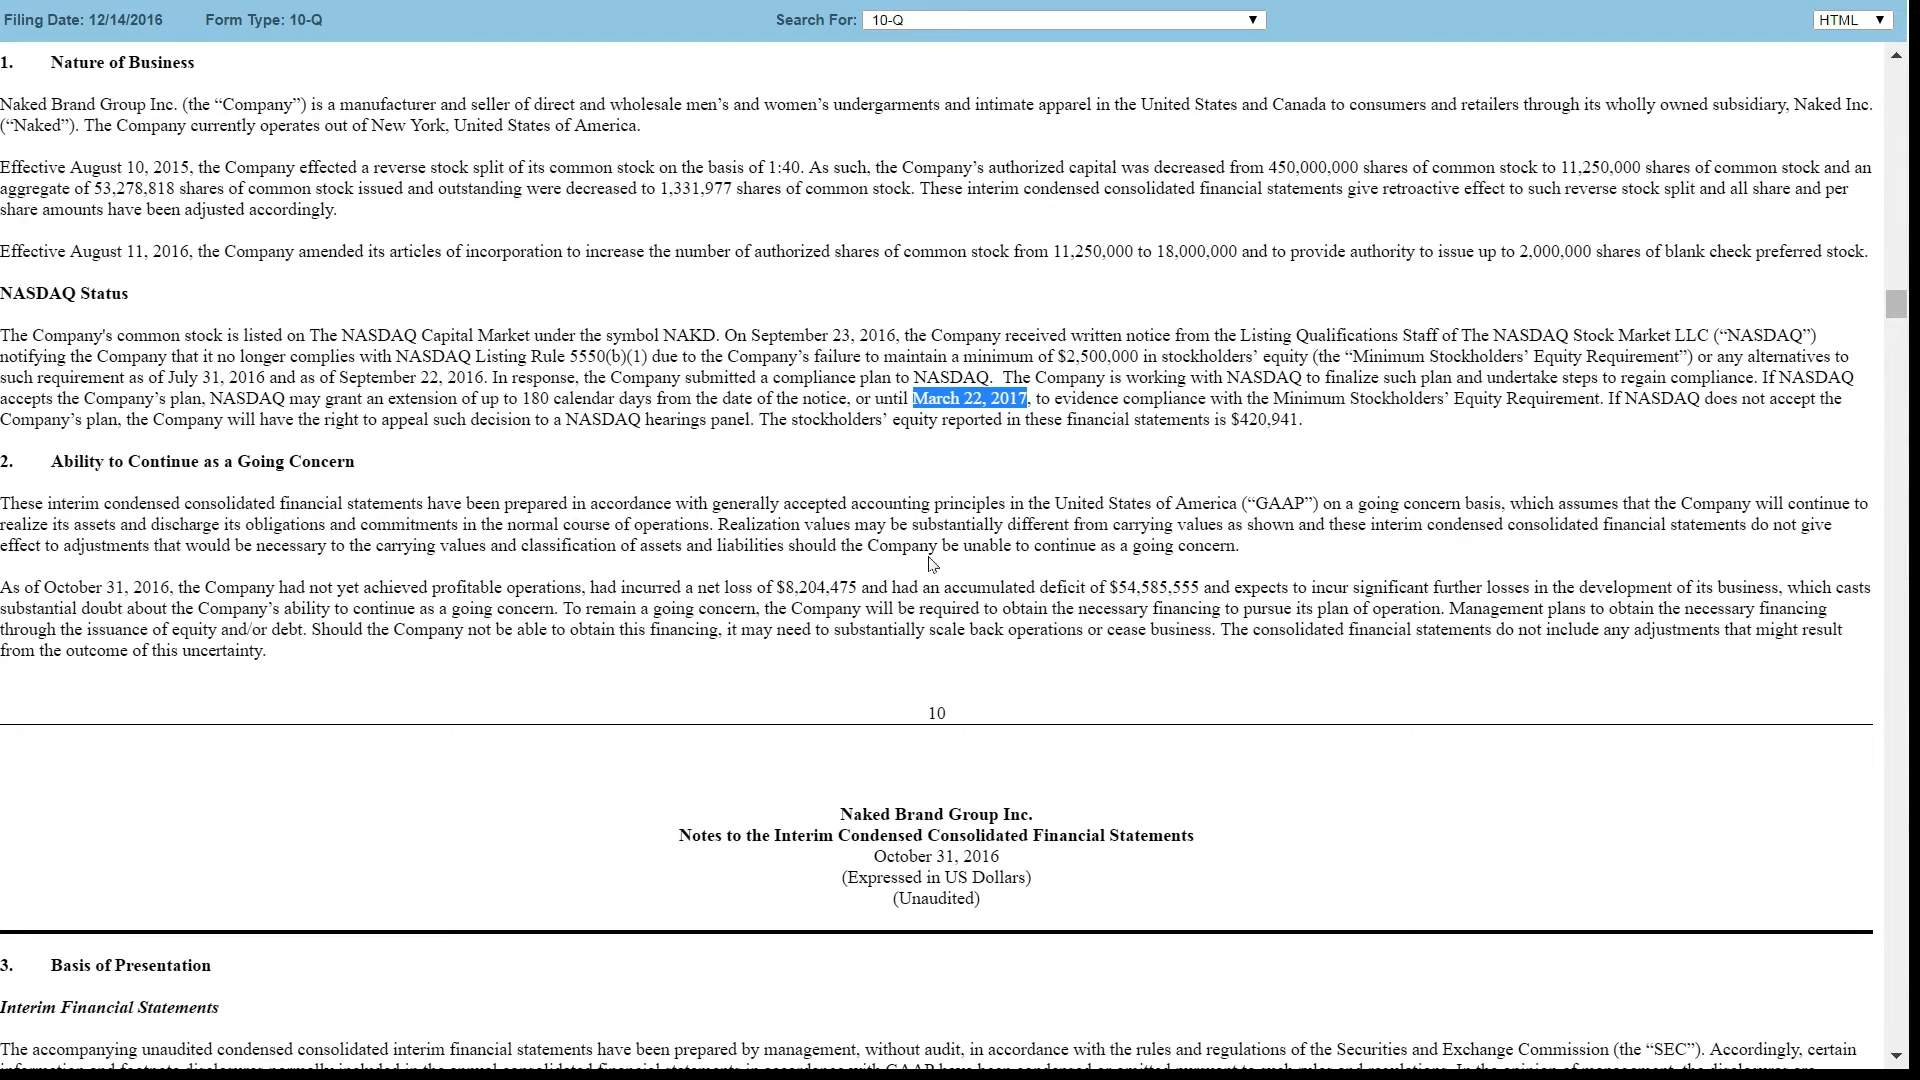 Filing Date: 12/14/2016 Form Type: 10-Q Search For: 10-Q HTML
1. Nature of Business
Naked Brand Group Inc. (the “Company”) is a manufacturer and seller of direct and wholesale men’s and women’s undergarments and intimate apparel in the United States and Canada to consumers and retailers through its wholly owned subsidiary, Naked Inc.
(“Naked”). The Company currently operates out of New York, United States of America.
Effective August 10, 2015, the Company effected a reverse stock split of its common stock on the basis of 1:40. As such, the Company’s authorized capital was decreased from 450,000,000 shares of common stock to 11,250,000 shares of common stock and an
aggregate of 53,278,818 shares of common stock issued and outstanding were decreased to 1,331,977 shares of common stock. These interim condensed consolidated financial statements give retroactive effect to such reverse stock split and all share and per
share amounts have been adjusted accordingly.
Effective August 11, 2016, the Company amended its articles of incorporation to increase the number of authorized shares of common stock from 11,250,000 to 18,000,000 and to provide authority to issue up to 2,000,000 shares of blank check preferred stock.
NASDAQ Status
The Company's common stock is listed on The NASDAQ Capital Market under the symbol NAKD. On September 23, 2016, the Company received written notice from the Listing Qualifications Staff of The NASDAQ Stock Market LLC (“NASDAQ”)
notifying the Company that it no longer complies with NASDAQ Listing Rule 5550(b)(1) due to the Company’s failure to maintain a minimum of $2,500,000 in stockholders’ equity (the “Minimum Stockholders’ Equity Requirement”) or any alternatives to
such requirement as of July 31, 2016 and as of September 22, 2016. In response, the Company submitted a compliance plan to NASDAQ. The Company is working with NASDAQ to finalize such plan and undertake steps to regain compliance. If NASDAQ
accepts the Company’s plan, NASDAQ may grant an extension of up to 180 calendar days from the date of the notice, or until March 22, 2017, to evidence compliance with the Minimum Stockholders’ Equity Requirement. If NASDAQ does not accept the
Company’s plan, the Company will have the right to appeal such decision to a NASDAQ hearings panel. The stockholders’ equity reported in these financial statements is $420,941.
2. Ability to Continue as a Going Concern
These interim condensed consolidated financial statements have been prepared in accordance with generally accepted accounting principles in the United States of America (“GAAP”) on a going concern basis, which assumes that the Company will continue to
realize its assets and discharge its obligations and commitments in the normal course of operations. Realization values may be substantially different from carrying values as shown and these interim condensed consolidated financial statements do not give
effect to adjustments that would be necessary to the carrying values and classification of assets and liabilities should the Company be unable to continue as a going concern.
As of October 31, 2016, the Company had not yet achieved profitable operations, had incurred a net loss of $8,204,475 and had an accumulated deficit of $54,585,555 and expects to incur significant further losses in the development of its business, which casts
substantial doubt about the Company’s ability to continue as a going concern. To remain a going concern, the Company will be required to obtain the necessary financing to pursue its plan of operation. Management plans to obtain the necessary financing
through the issuance of equity and/or debt. Should the Company not be able to obtain this financing, it may need to substantially scale back operations or cease business. The consolidated financial statements do not include any adjustments that might result
from the outcome of this uncertainty.
10
Naked Brand Group Inc.
Notes to the Interim Condensed Consolidated Financial Statements
October 31, 2016
(Expressed in US Dollars)
(Unaudited)
3. Basis of Presentation
Interim Financial Statements
The accompanying unaudited condensed consolidated interim financial statements have been prepared by management, without audit, in accordance with the rules and regulations of the Securities and Exchange Commission (the “SEC”). Accordingly, certain